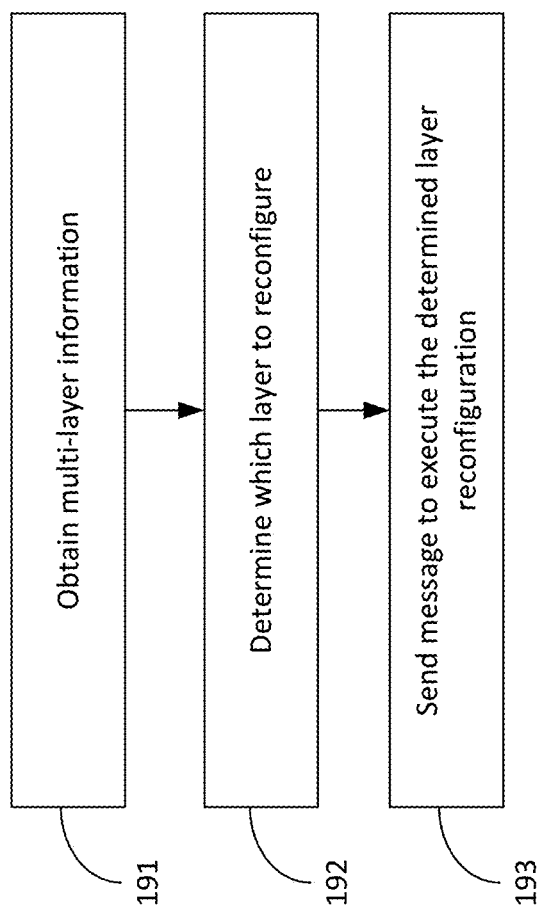 Obtain multi-layer information
191
Determine which layer to reconfigure
192
Send message to execute the determined layer
reconfiguration
193